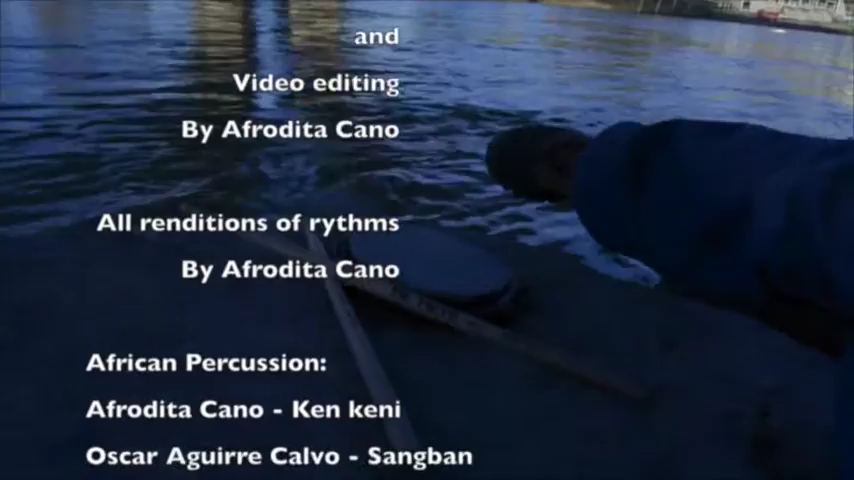 and
Video editing
By Afrodita Cano
All renditions of rythms
By Afrodita Cano
African Percussion:
Afrodita Cano - Ken keni
Oscar Aguirre Calvo - Sangban